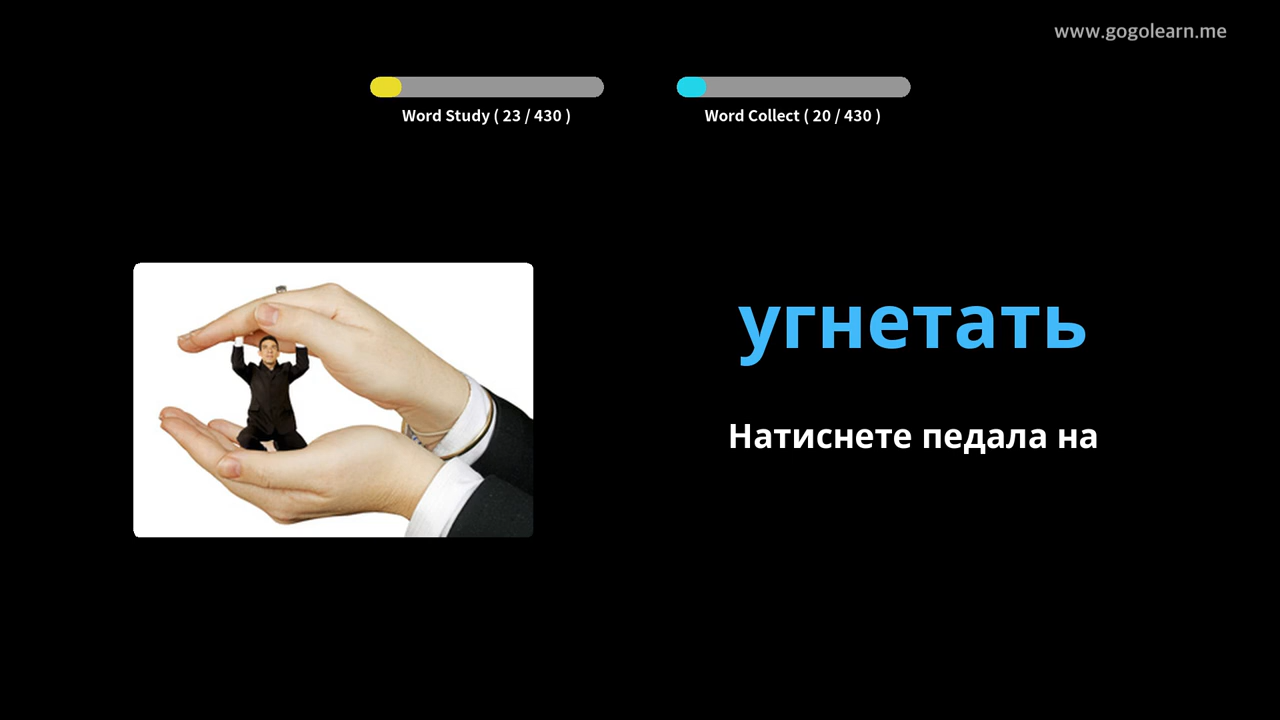 www.gogolearn.me
Word Study ( 23 / 430 )
Word Collect ( 20 / 430 )
угнетать
Натиснете педала на